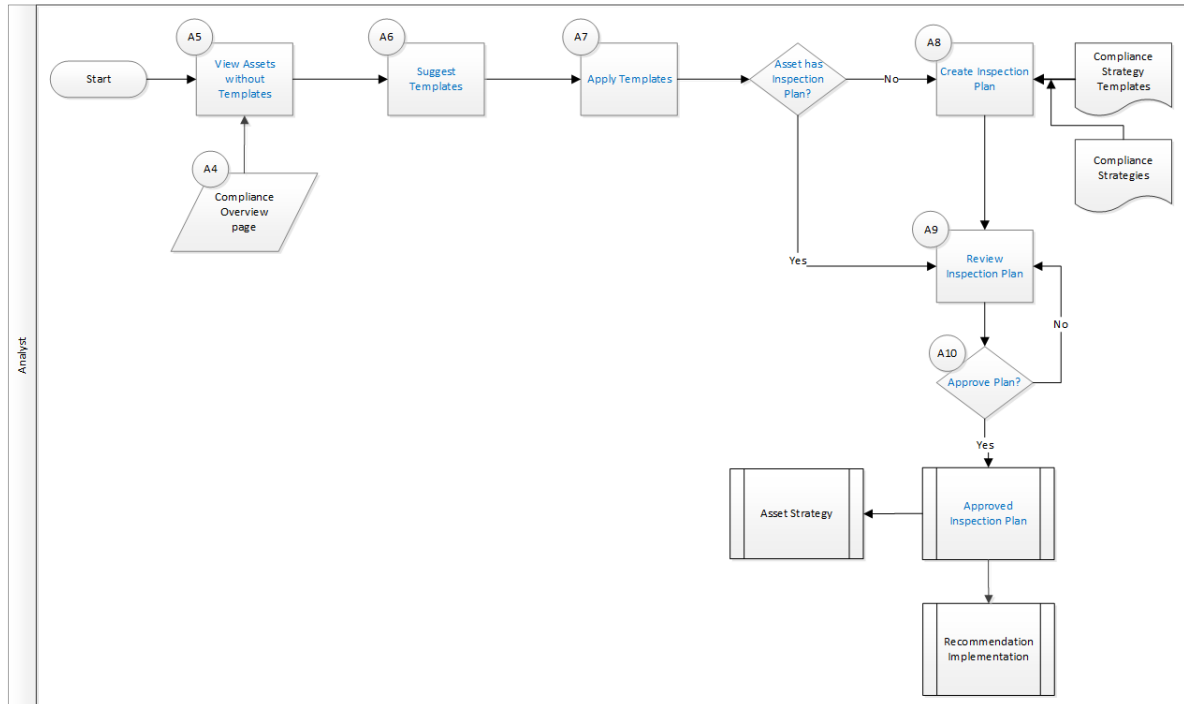 A5
A6
A7
A8
Start
View Assets
without
Templates
Suggest
Templates
Apply Templates
Asset has
Inspection
Plan?
No
Create Inspection
Plan
Compliance
Strategy
Templates
A4
Compliance
Overview
page
Compliance
Strategies
A9
Yes
Review
Inspection Plan
No
A10
Approve Plan?
Analyst
Yes
Asset Strategy
Approved
Inspection Plan
Recommendation
Implementation